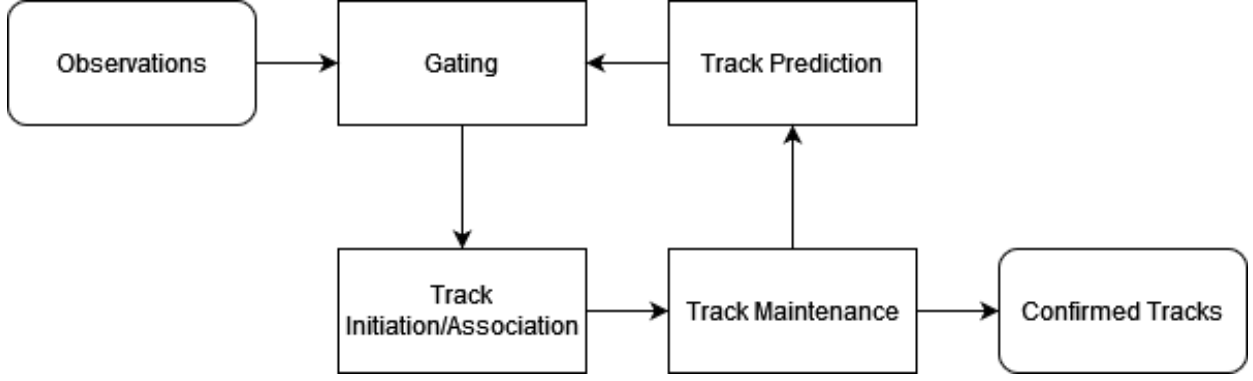 Observations
Gating
Track Prediction
Track
Initiation/Association
Track Maintenance
Confirmed Tracks